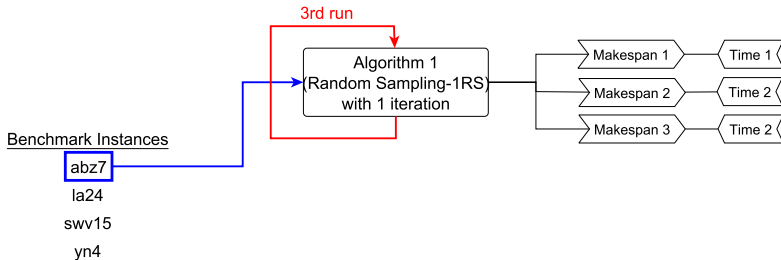 3rd run
Algorithm 1
(Random Sampling-1RS)
with 1 iteration
Makespan 1
Time 1
Makespan 2
Time 2
Makespan 3
Time 2
Benchmark Instances
abz7
la24
swv15
yn4